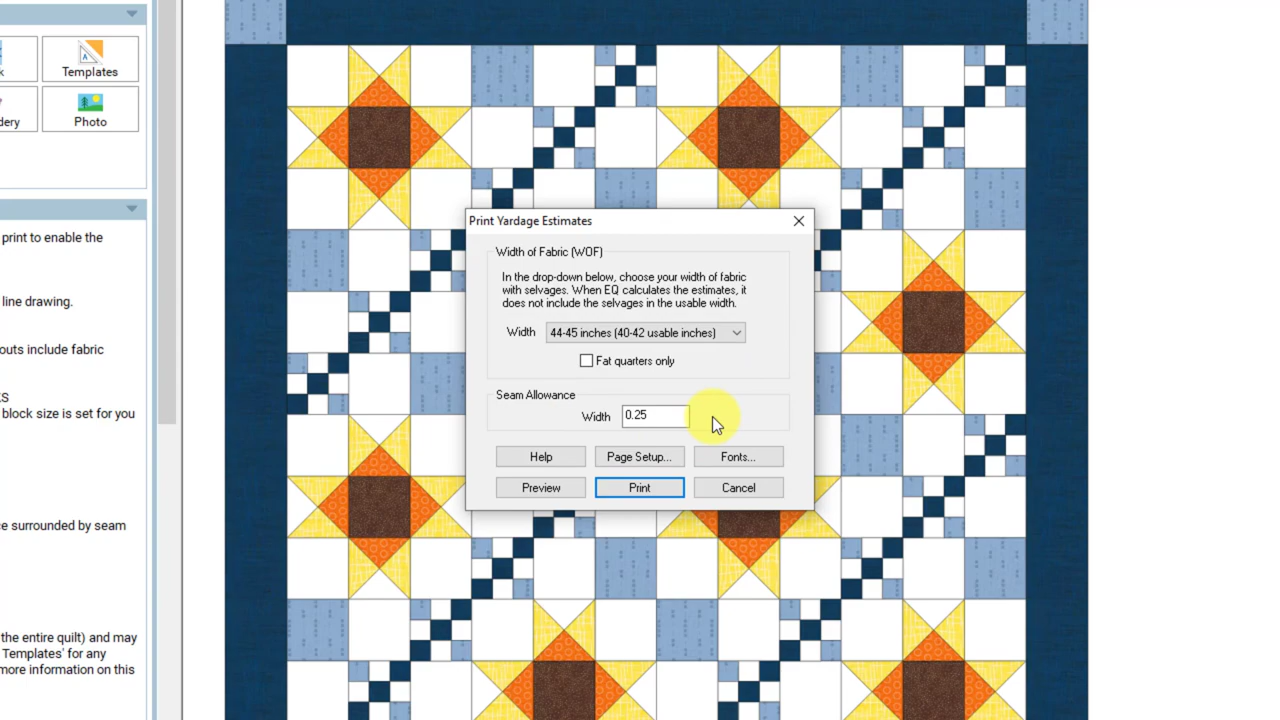 k
Templates
dery
Photo
print to enable the
line drawing.
outs include fabric
KS
block size is set for you
ce surrounded by seam
the entire quilt) and may
Templates' for any
more information on this
Print Yardage Estimates
Width of Fabric (WOF)
In the drop-down below, choose your width of fabric
with selvages. When EQ calculates the estimates, it
does not include the selvages in the usable width.
Width 44-45 inches (40-42 usable inches)
Fat quarters only
Seam Allowance
Width 0.25
Help Page Setup... Fonts...
Preview Print Cancel